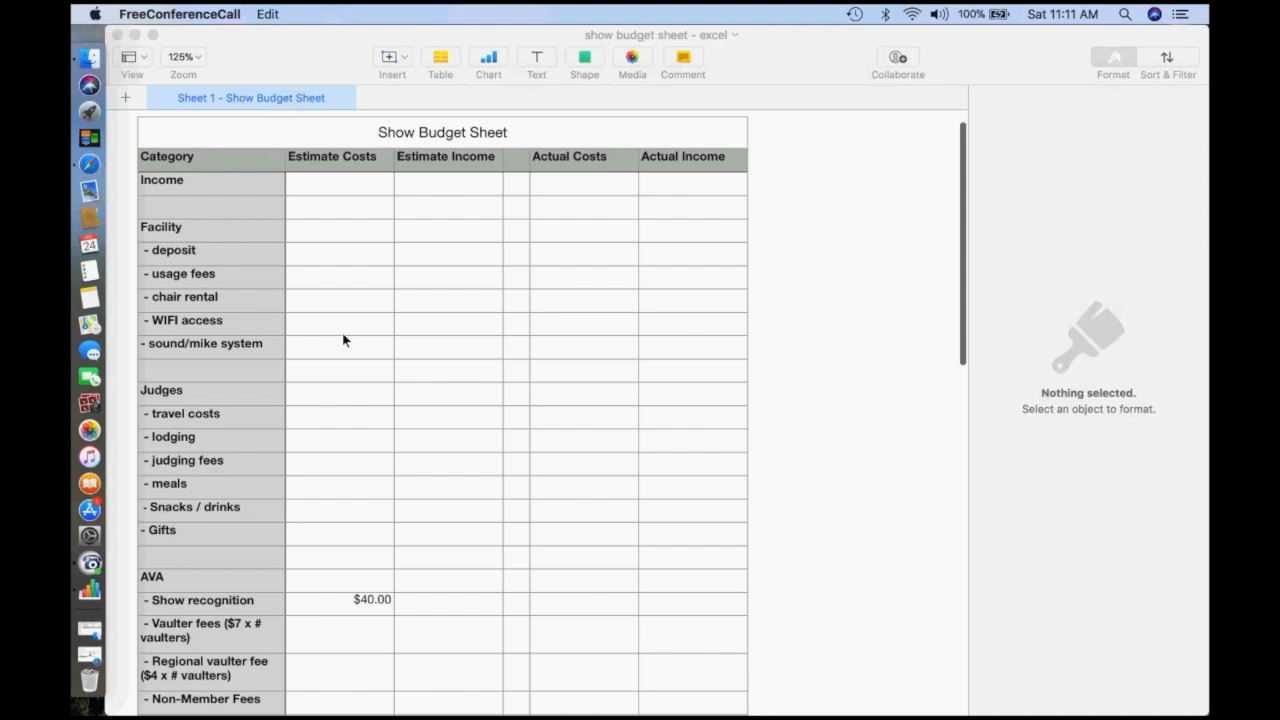 FreeConferenceCall Edit 100% Sat 11:11 AM
show budget sheet - excel
125%
View Zoom Insert Table Chart Text Shape Media Comment Collaborate Format Sort & Filter
+ Sheet 1 - Show Budget Sheet
Show Budget Sheet
Category Estimate Costs Estimate Income Actual Costs Actual Income
Income
Facility
- deposit
- usage fees
- chair rental
- WIFI access
- sound/mike system
Judges
- travel costs
- lodging
- judging fees
- meals
- Snacks / drinks
- Gifts
AVA
- Show recognition $40.00
- Vaulter fees ($7 x #
vaulters)
- Regional vaulter fee
($4 x # vaulters)
- Non-Member Fees
Nothing selected.
Select an object to format.
24